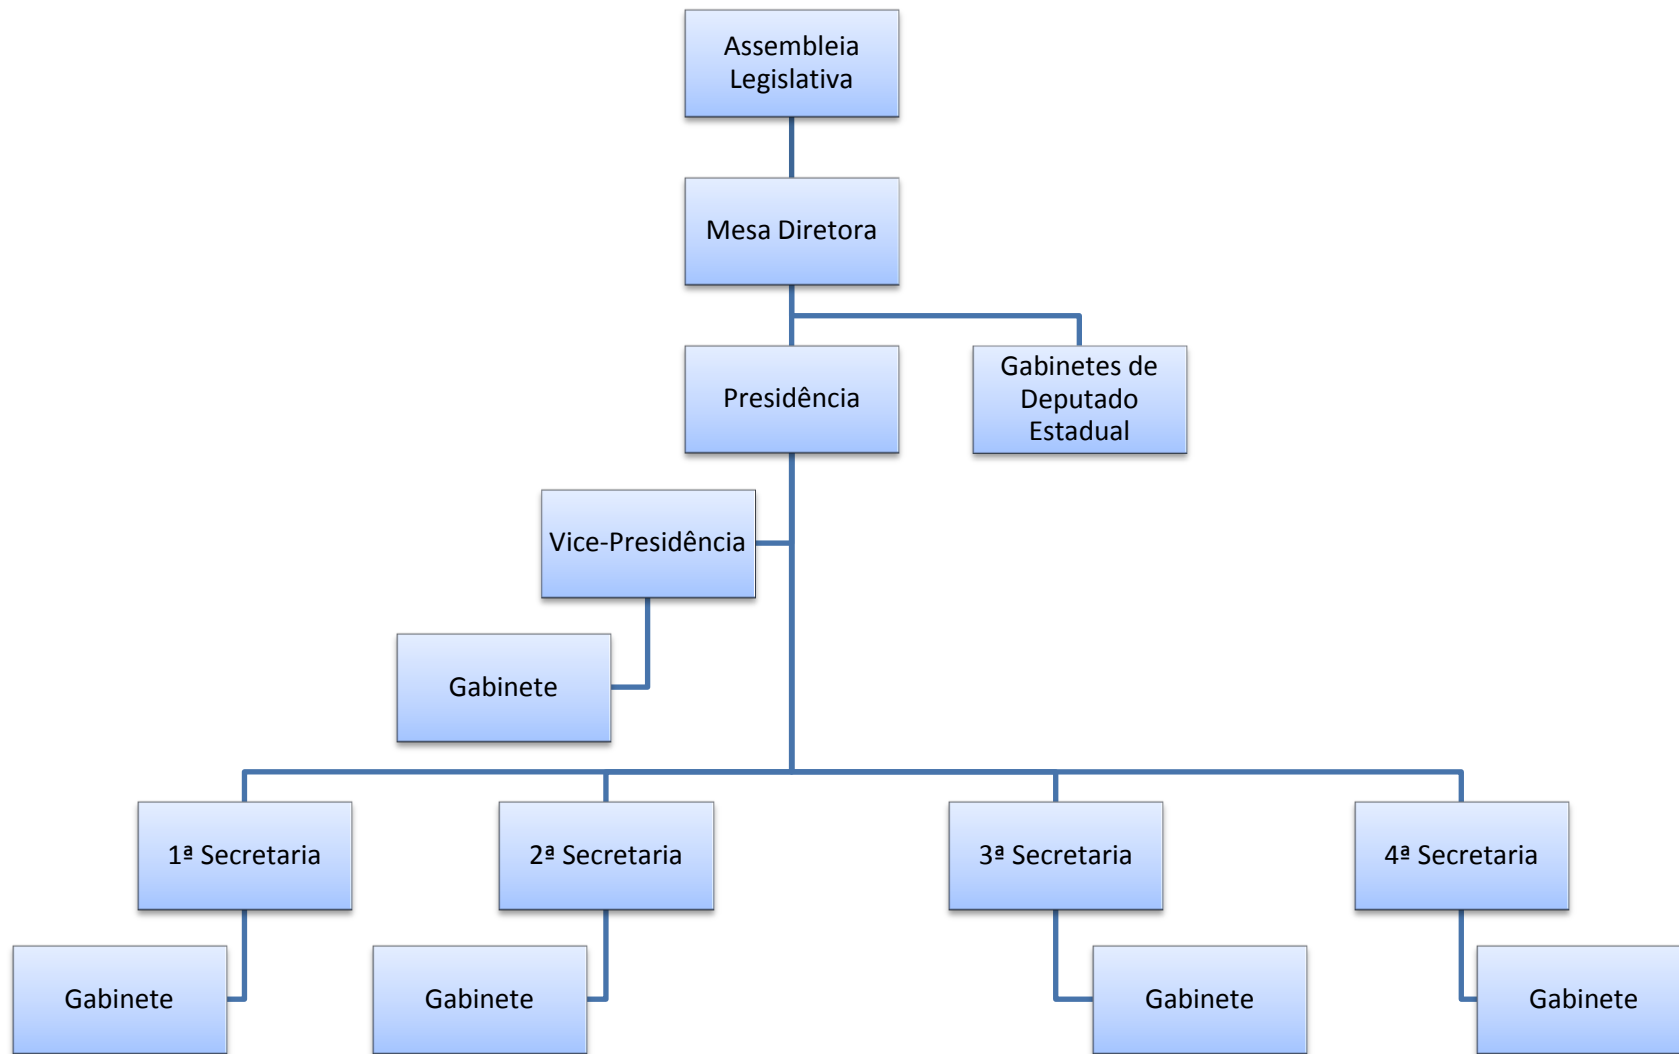 Assembleia
Legislativa
Mesa Diretora
Presidência
Gabinetes de
Deputado
Estadual
Vice-Presidência
Gabinete
1ª Secretaria
2ª Secretaria
3ª Secretaria
4ª Secretaria
Gabinete
Gabinete
Gabinete
Gabinete